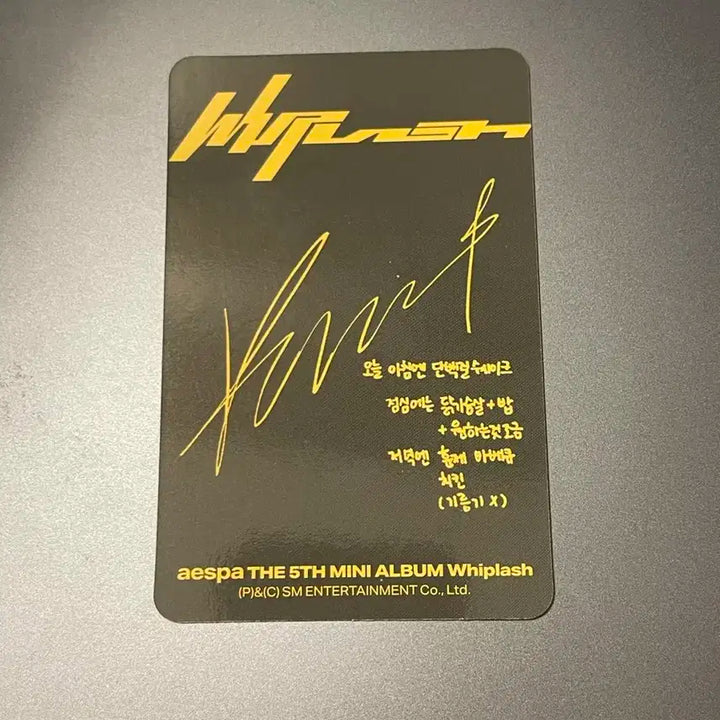 Whiplash
오늘 아침엔 단백질쉐이크
점심에는 닭가슴살+밥
+ 원하는것조금
저녁엔 훈제 바베큐
치킨
(기름기 X)
aespa THE 5TH MINI ALBUM Whiplash
(P)&(C) SM ENTERTAINMENT Co., Ltd.